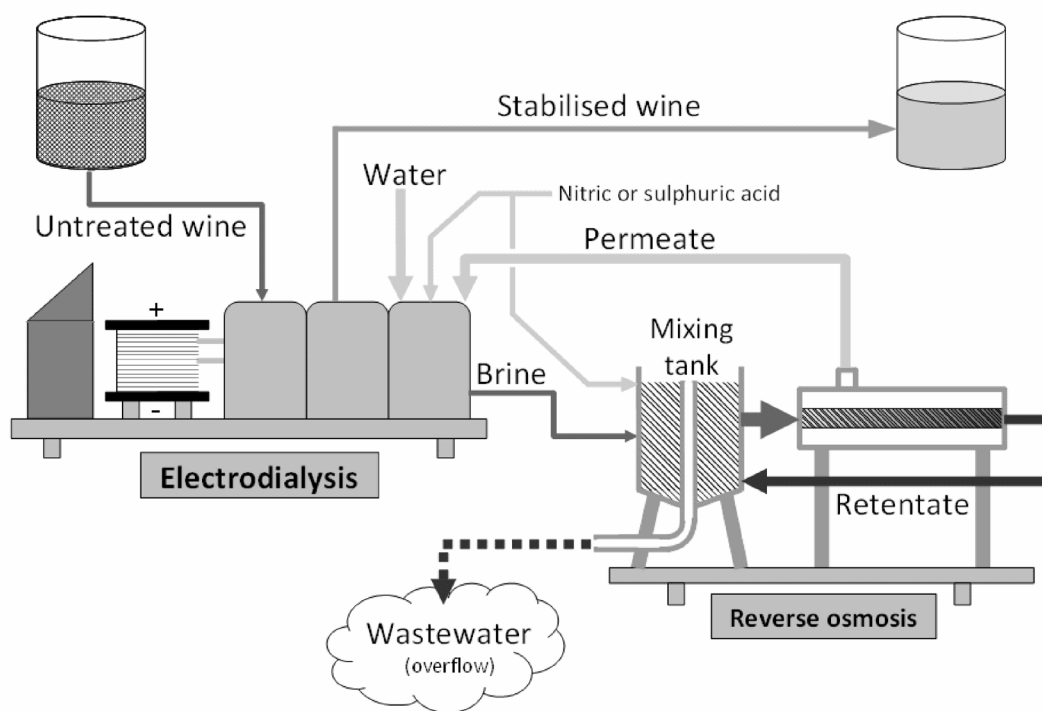 Stabilised wine
Water
Nitric or sulphuric acid
Untreated wine
Permeate
+
-
Mixing
tank
Brine
Electrodialysis
Retentate
Reverse osmosis
Wastewater
(overflow)